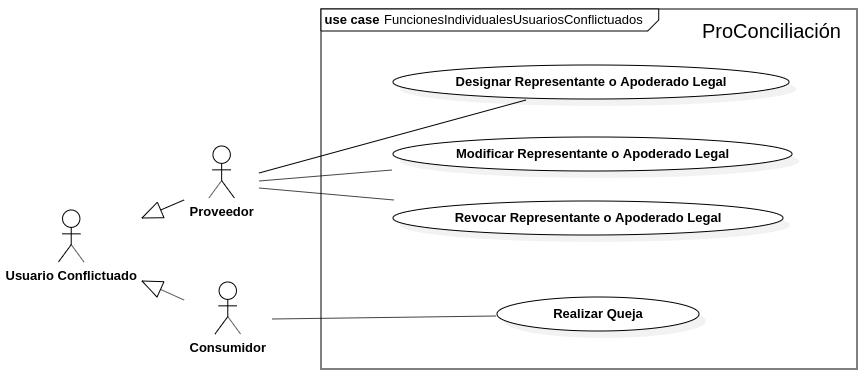 use case FuncionesIndividualesUsuariosConflictuados
ProConciliación
Designar Representante o Apoderado Legal
Modificar Representante o Apoderado Legal
Proveedor
Revocar Representante o Apoderado Legal
Usuario Conflictuado
Realizar Queja
Consumidor